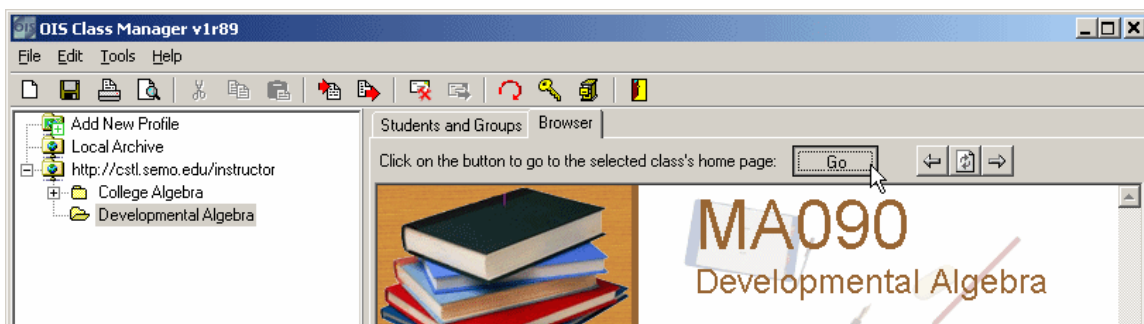 OIS Class Manager v1r89
File Edit Tools Help
Add New Profile
Local Archive
http://cstl.semo.edu/instructor
College Algebra
Developmental Algebra
Students and Groups Browser
Click on the button to go to the selected class's home page: Go
MA090
Developmental Algebra